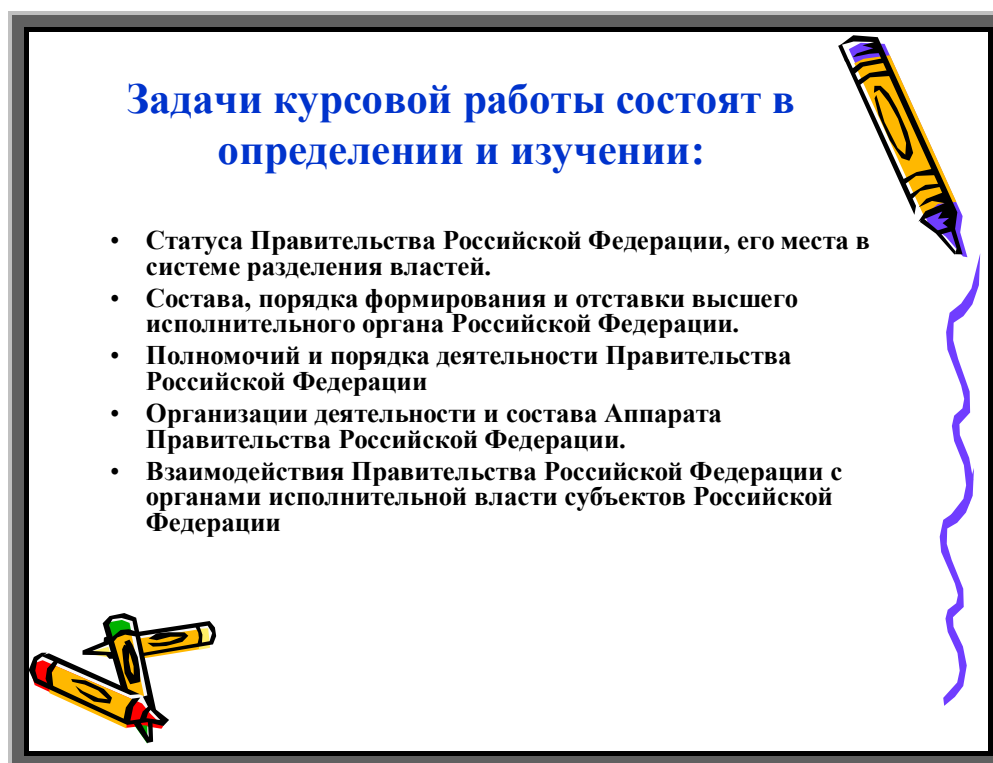 Задачи курсовой работы состоят в
определении и изучении:
• Статуса Правительства Российской Федерации, его места в
системе разделения властей.
• Состава, порядка формирования и отставки высшего
исполнительного органа Российской Федерации.
• Полномочий и порядка деятельности Правительства
Российской Федерации
• Организации деятельности и состава Аппарата
Правительства Российской Федерации.
• Взаимодействия Правительства Российской Федерации с
органами исполнительной власти субъектов Российской
Федерации